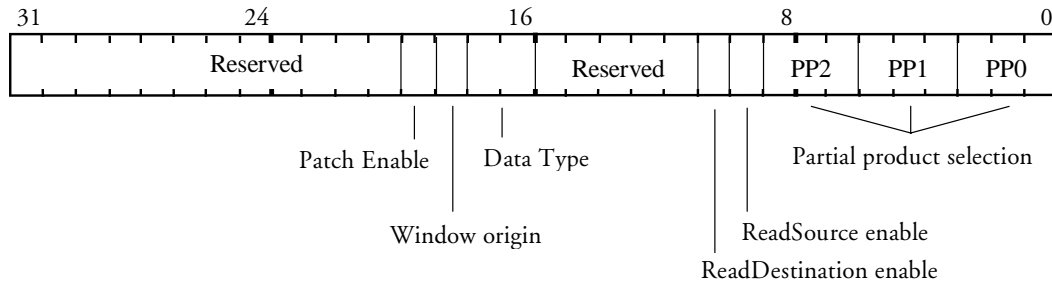 31 24 16 8 0
Reserved Reserved PP2 PP1 PP0
Patch Enable Data Type Partial product selection
Window origin ReadSource enable
ReadDestination enable